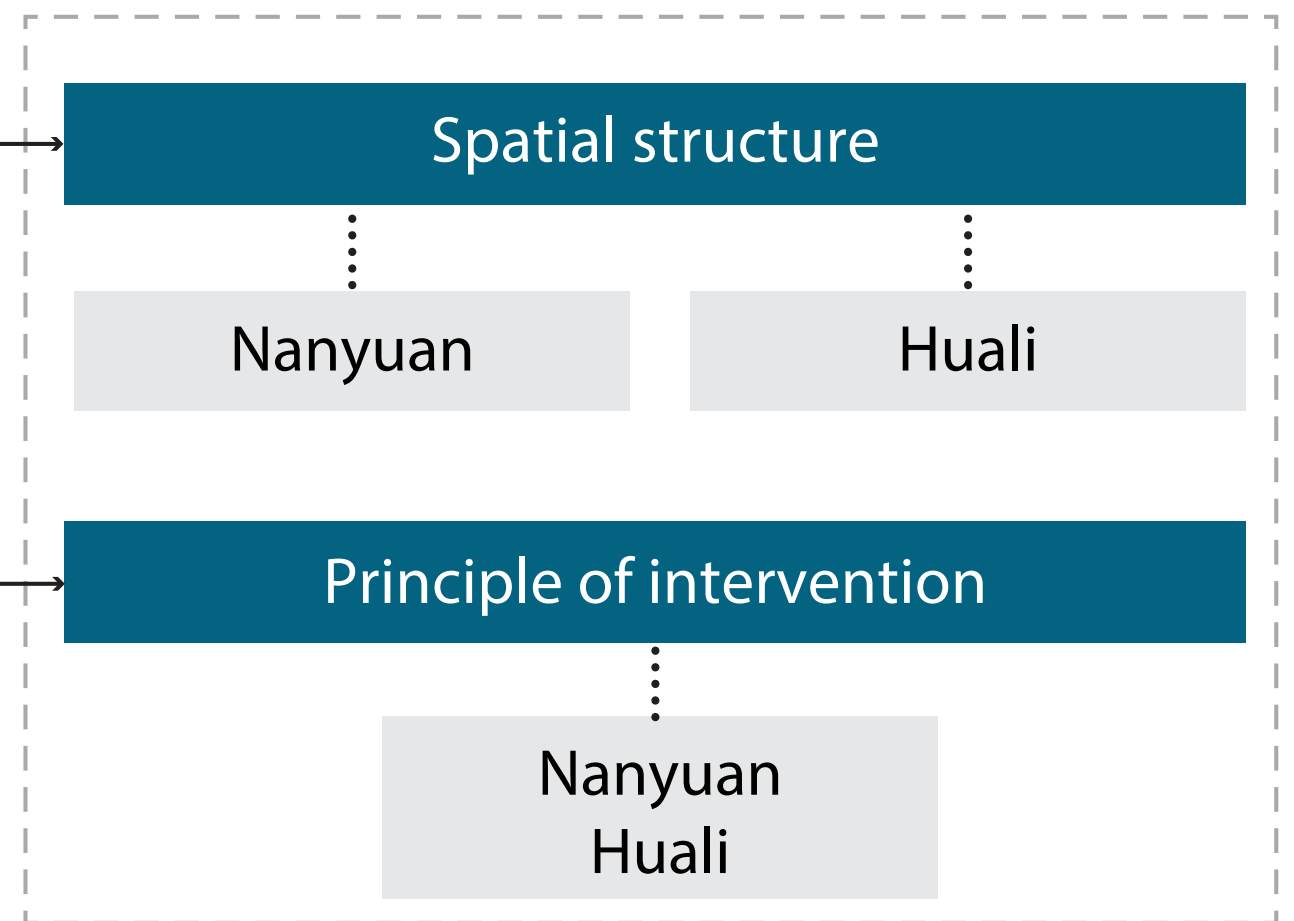 Spatial structure
Nanyuan
Huali
Principle of intervention
Nanyuan
Huali